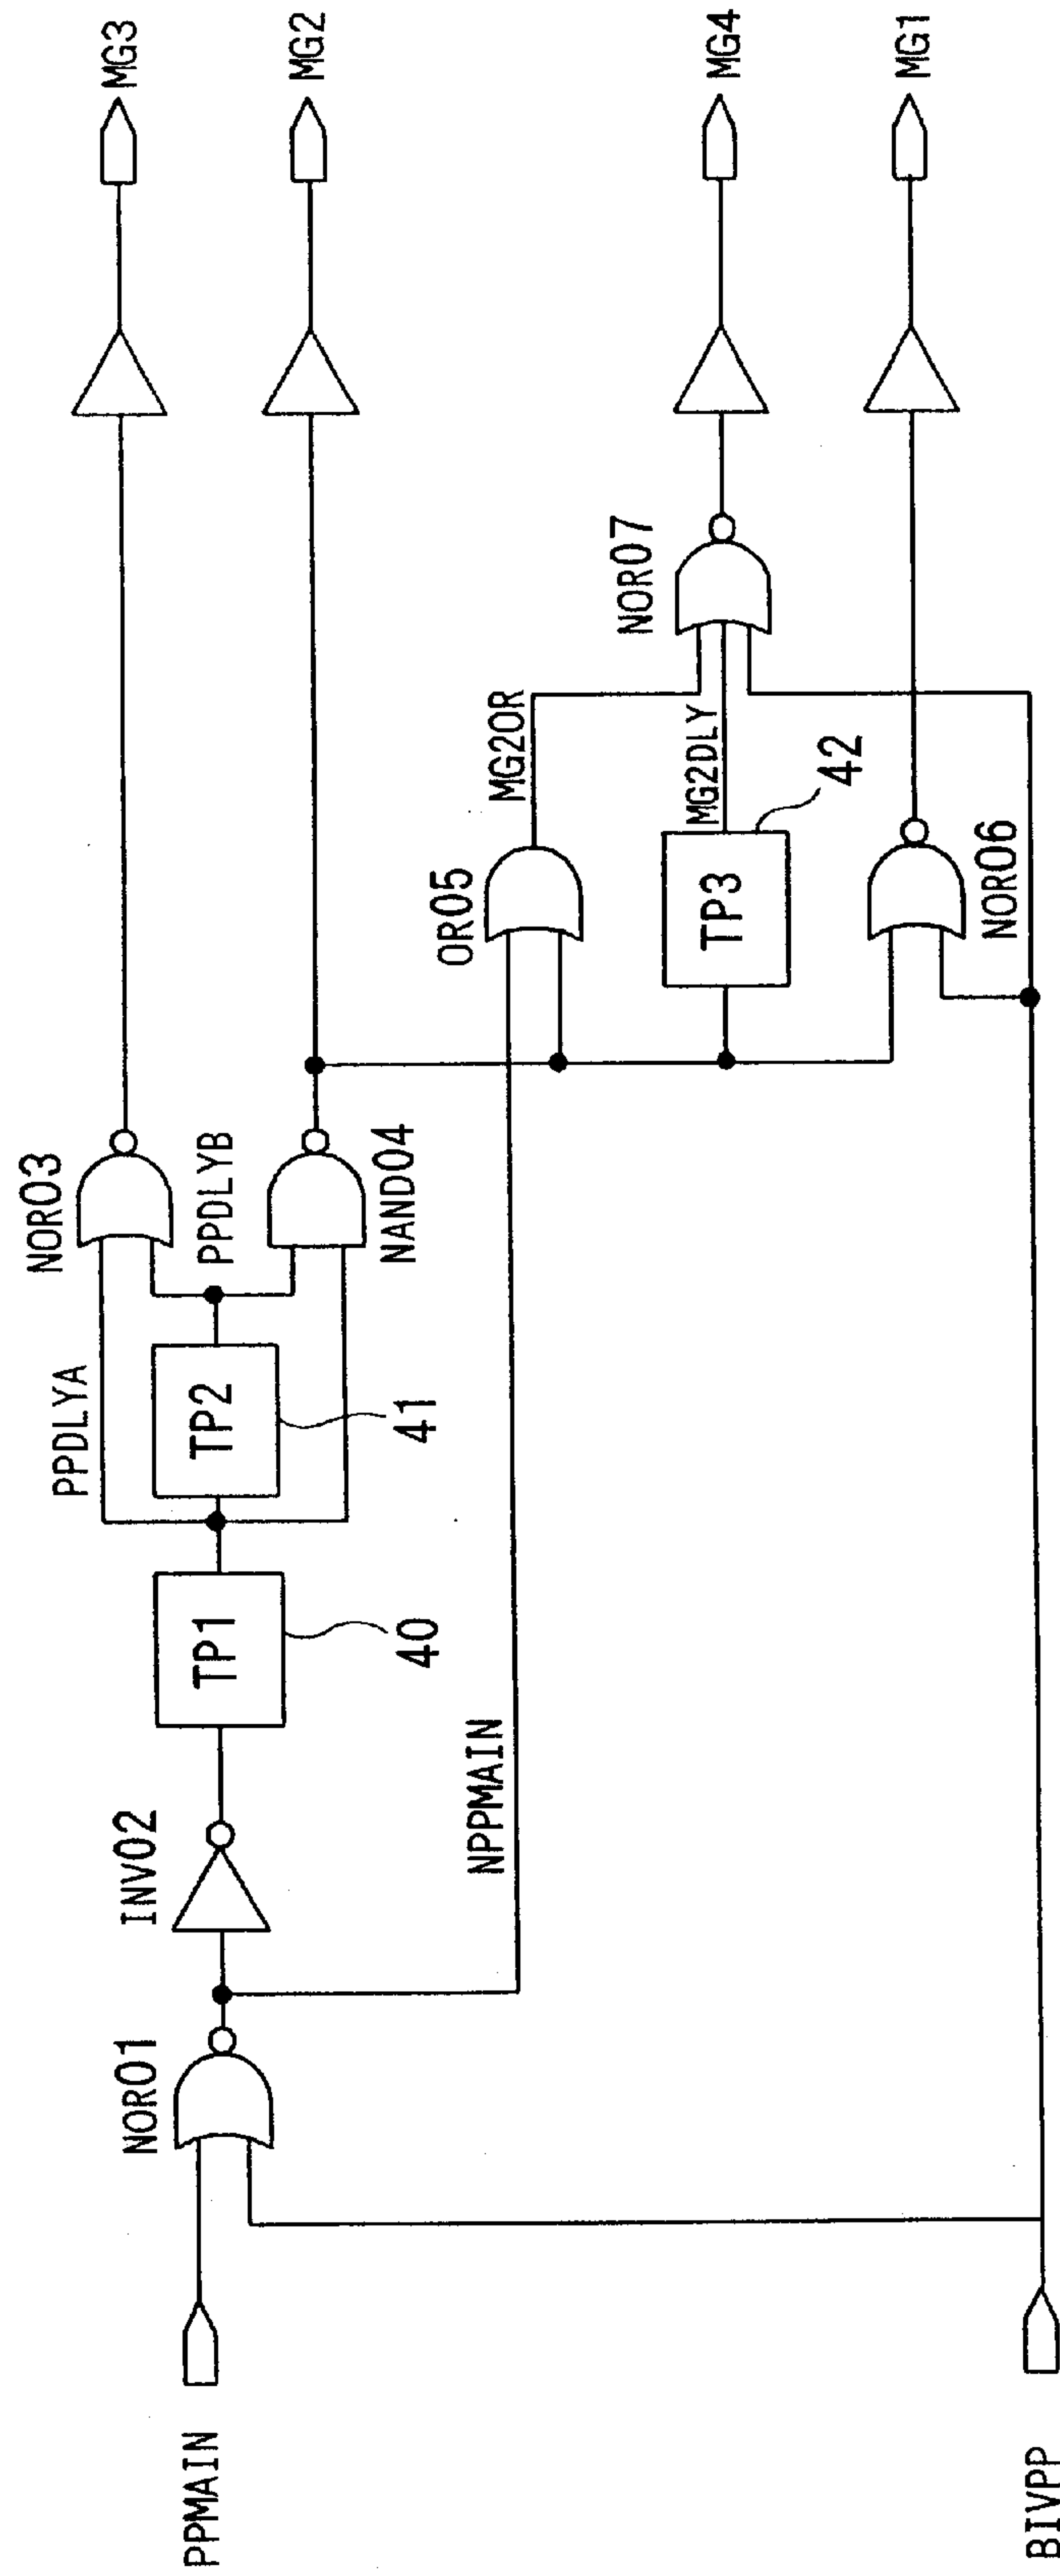 PPMAIN
NOR01
INV02
TP1
40
PPDLYA
TP2
41
NOR03
PPDLYB
NAND04
MG3
MG2
NPPMAIN
OR05
MG2OR
NOR07
MG2DLY
TP3
42
MG4
NOR06
MG1
BIVPP